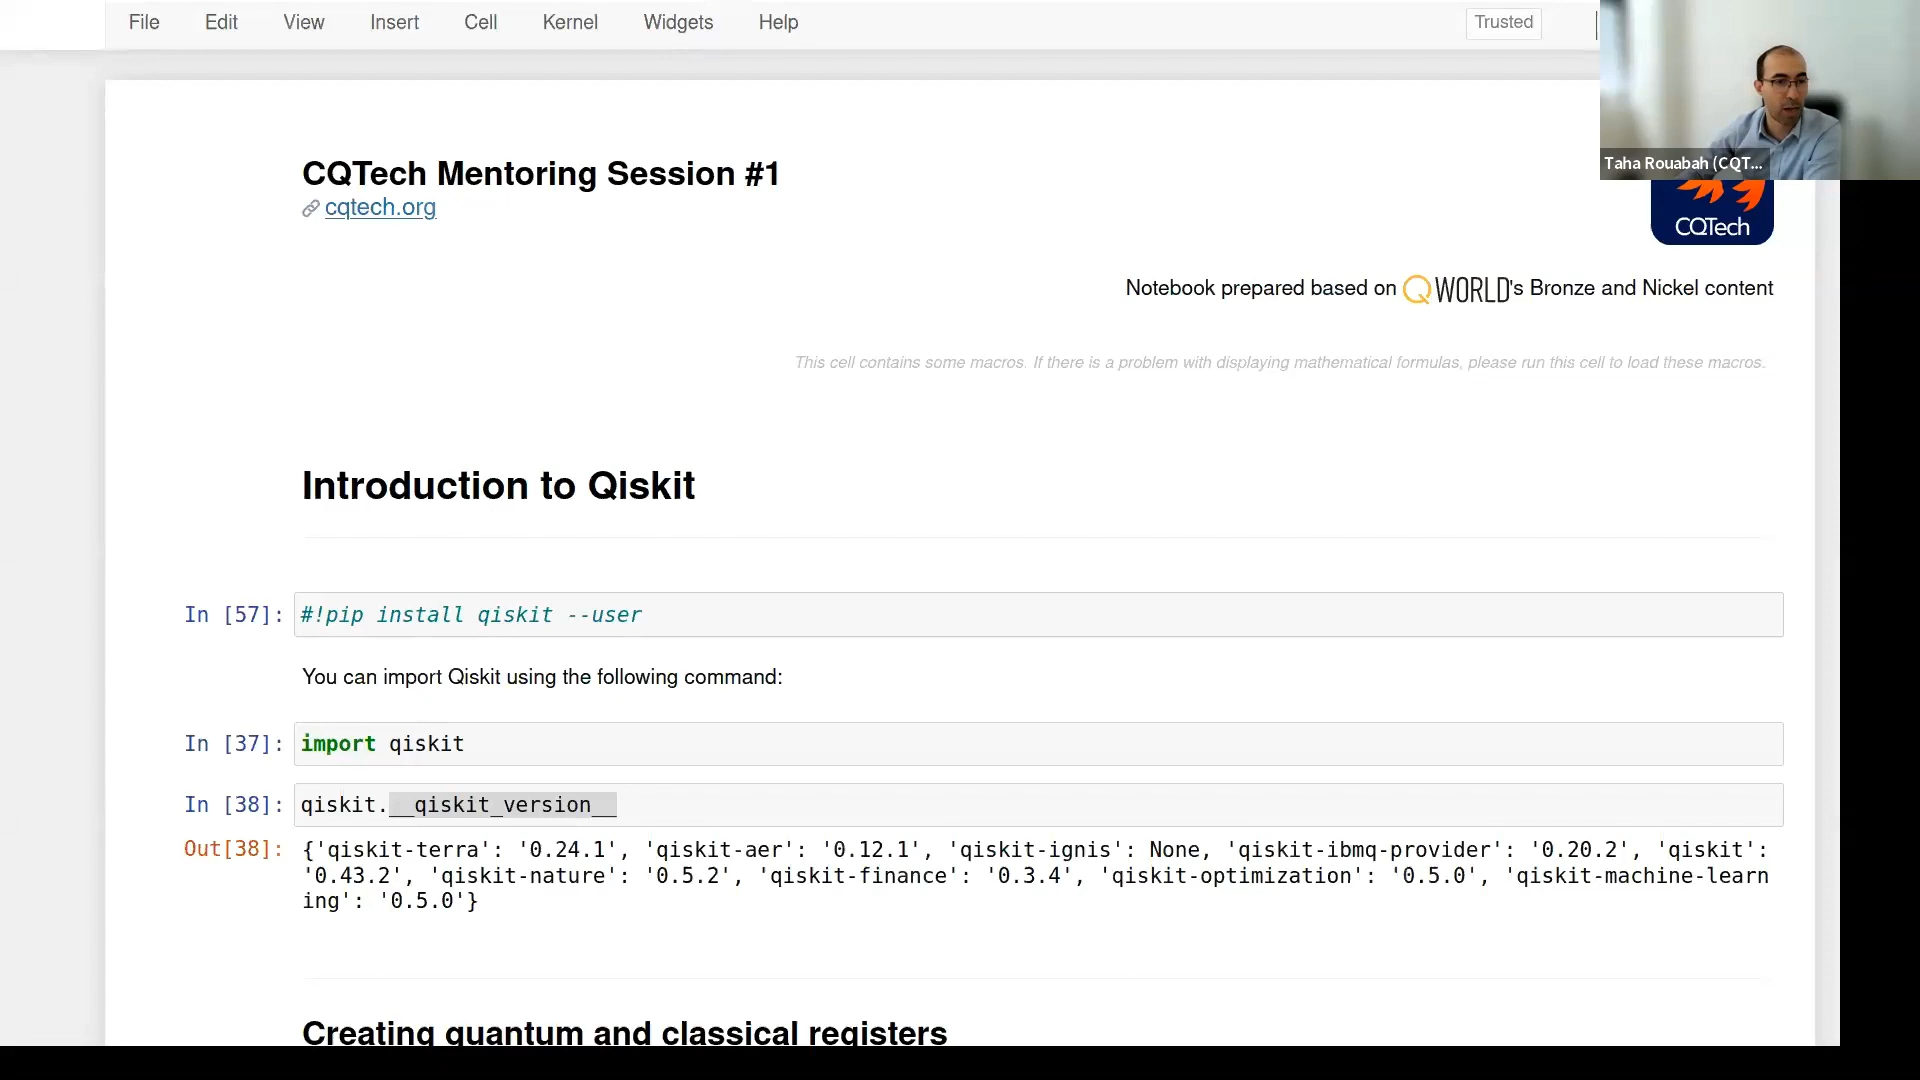 File Edit View Insert Cell Kernel Widgets Help Trusted
Taha Rouabah (CQT...
CQTech Mentoring Session #1
cqtech.org
CQTech
Notebook prepared based on QWORLD's Bronze and Nickel content
This cell contains some macros. If there is a problem with displaying mathematical formulas, please run this cell to load these macros.
Introduction to Qiskit
In [57]: #!pip install qiskit --user
You can import Qiskit using the following command:
In [37]: import qiskit
In [38]: qiskit.__qiskit_version__
Out[38]: {'qiskit-terra': '0.24.1', 'qiskit-aer': '0.12.1', 'qiskit-ignis': None, 'qiskit-ibmq-provider': '0.20.2', 'qiskit':
'0.43.2', 'qiskit-nature': '0.5.2', 'qiskit-finance': '0.3.4', 'qiskit-optimization': '0.5.0', 'qiskit-machine-learn
ing': '0.5.0'}
Creating quantum and classical registers